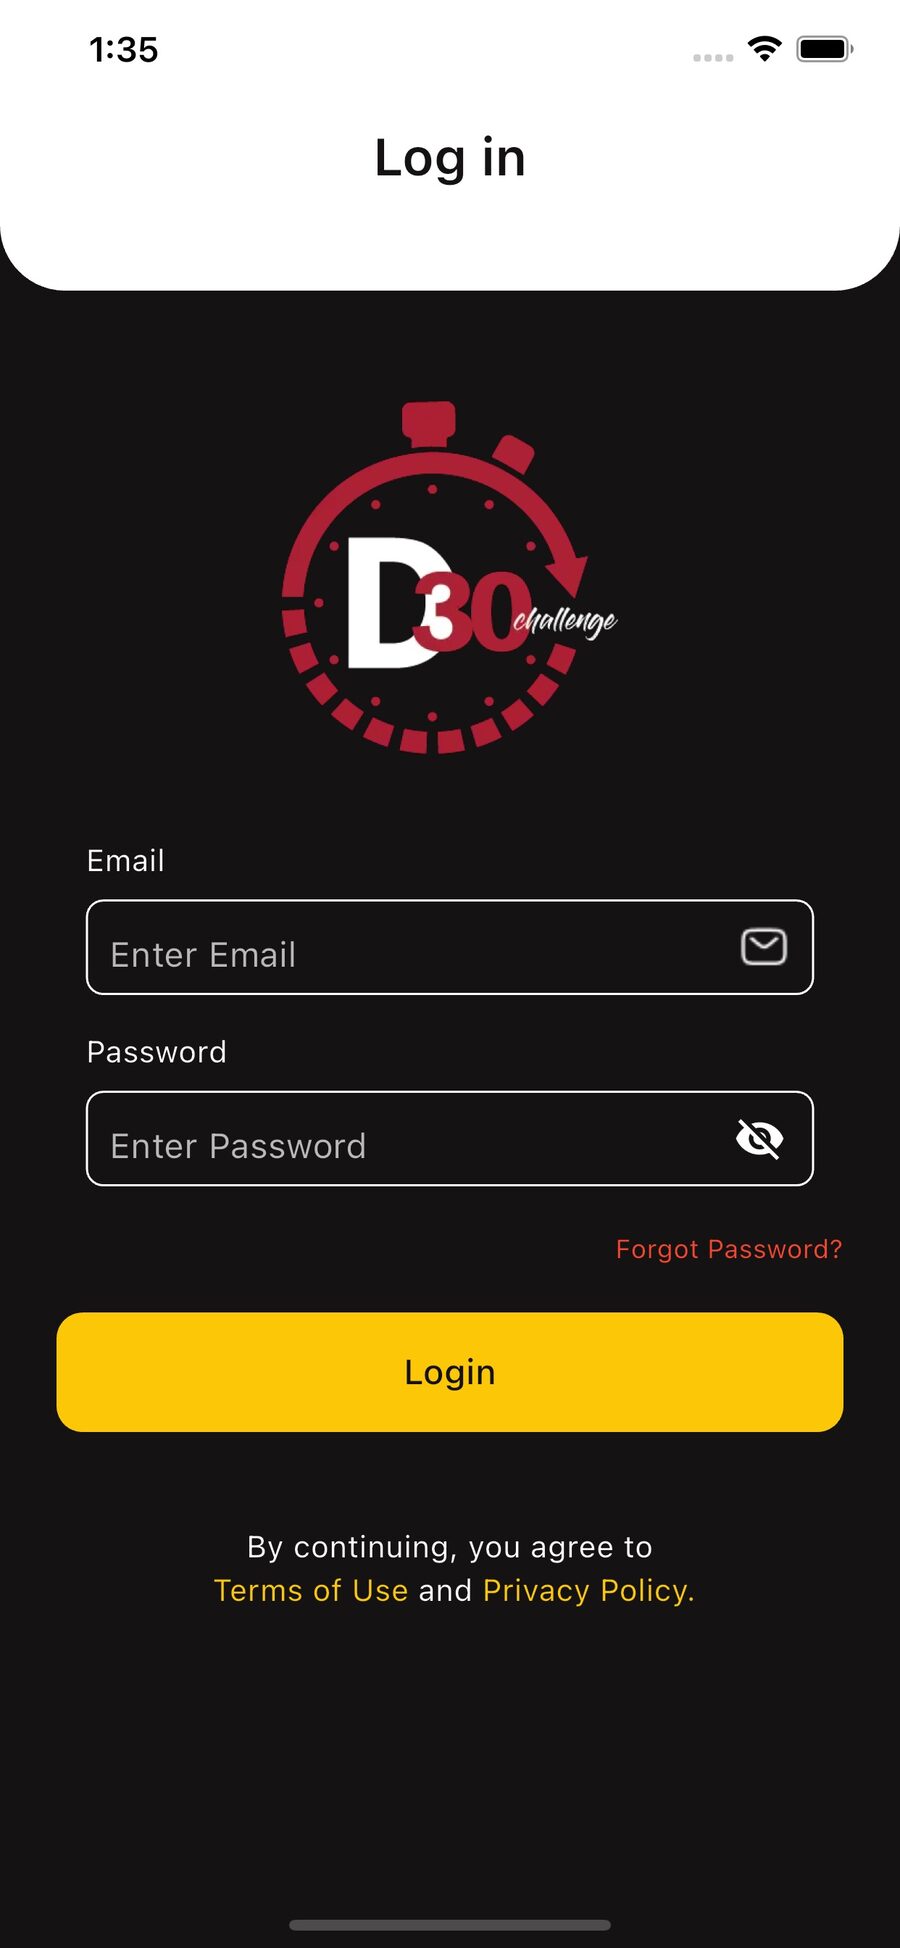 1:35
Log in
D30 challenge
Email
Enter Email
Password
Enter Password
Forgot Password?
Login
By continuing, you agree to
Terms of Use and Privacy Policy.